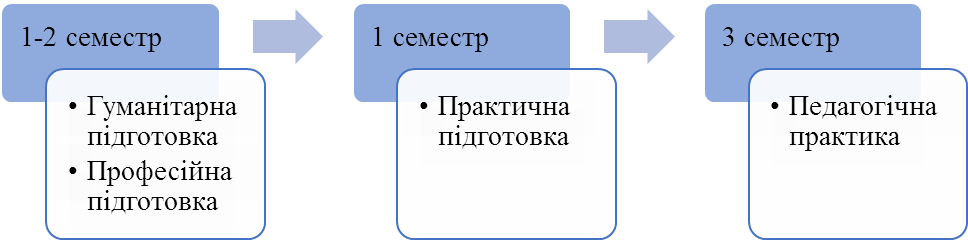 1-2 семестр
• Гуманітарна
підготовка
• Професійна
підготовка
1 семестр
• Практична
підготовка
3 семестр
• Педагогічна
практика